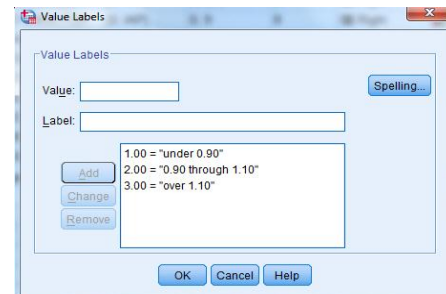 Value Labels
Value Labels
Value:
Spelling...
Label:
Add
Change
Remove
1.00 = "under 0.90"
2.00 = "0.90 through 1.10"
3.00 = "over 1.10"
OK
Cancel
Help